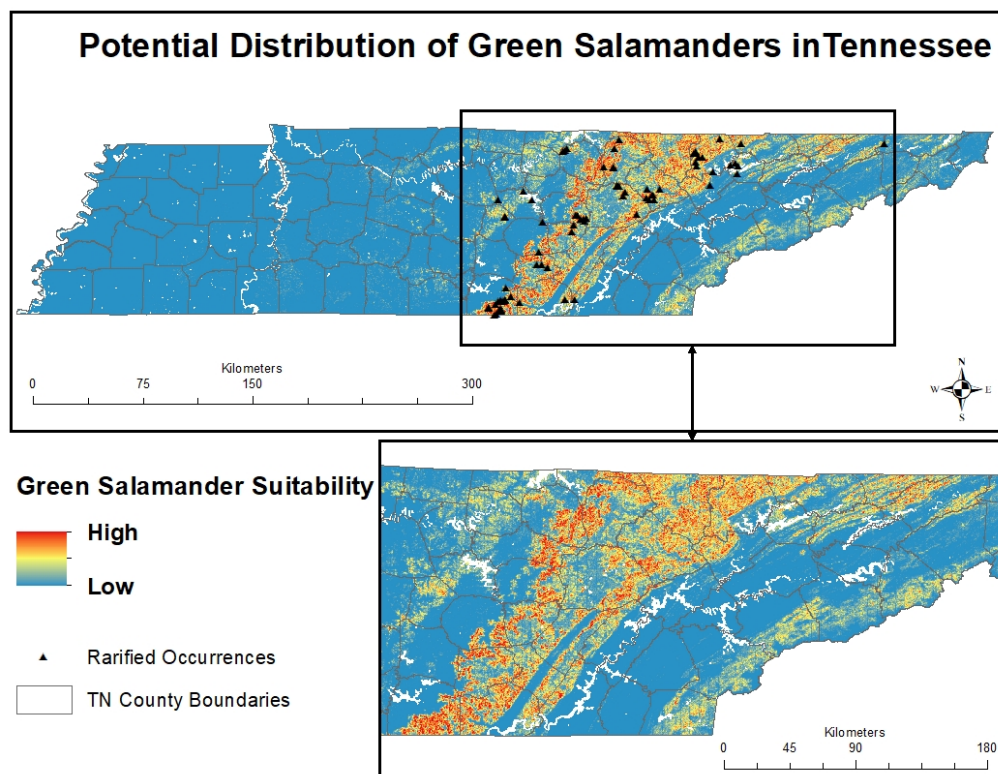 Potential Distribution of Green Salamanders inTennessee
Kilometers
0 75 150 300
N
W E
S
Green Salamander Suitability
High
Low
Rarified Occurrences
TN County Boundaries
Kilometers
0 45 90 180